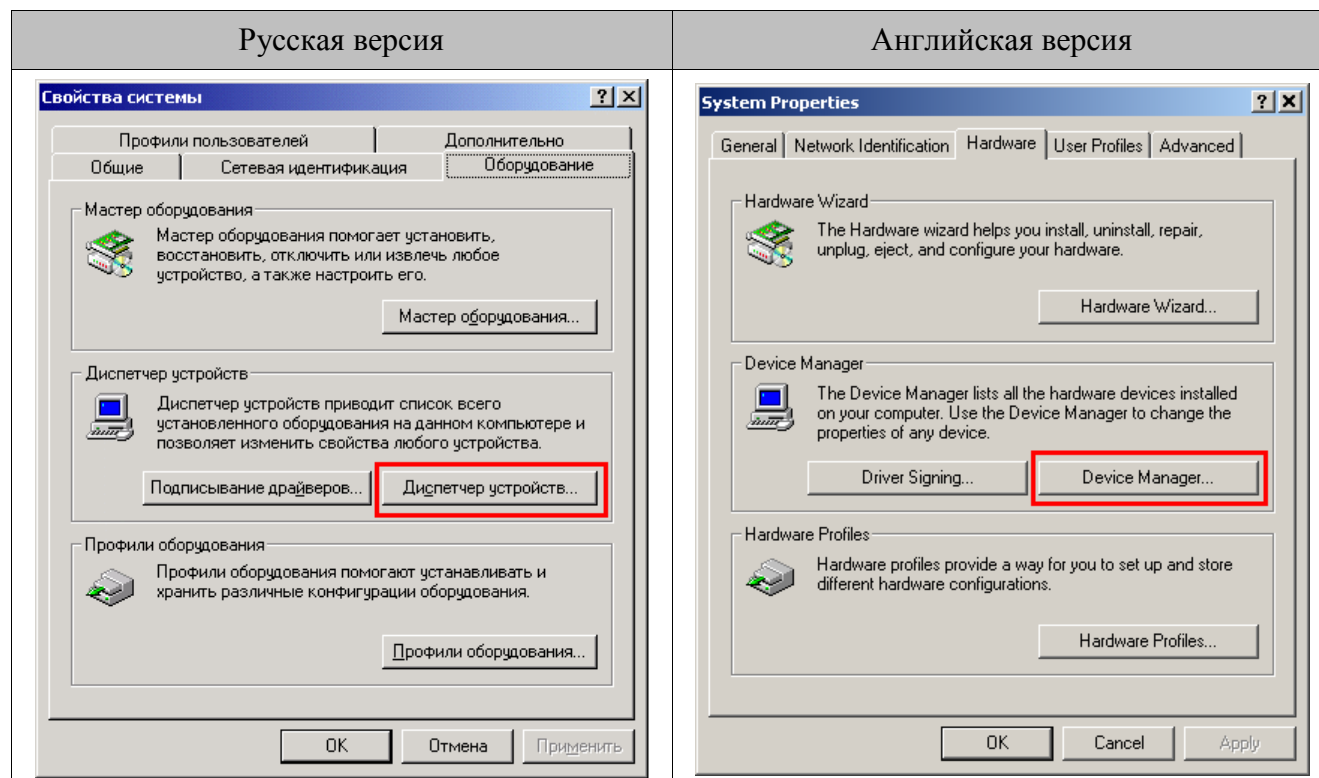 Русская версия
Английская версия
Свойства системы
Профили пользователей
Дополнительно
Общие
Сетевая идентификация
Оборудование
Мастер оборудования
Мастер оборудования помогает установить,
восстановить, отключить или извлечь любое
устройство, а также настроить его.
Мастер оборудования...
Диспетчер устройств
Диспетчер устройств приводит список всего
установленного оборудования на данном компьютере и
позволяет изменить свойства любого устройства.
Подписывание драйверов...
Диспетчер устройств...
Профили оборудования
Профили оборудования помогают устанавливать и
хранить различные конфигурации оборудования.
Профили оборудования...
OK
Отмена
Применить
System Properties
General
Network Identification
Hardware
User Profiles
Advanced
Hardware Wizard
The Hardware wizard helps you install, uninstall, repair,
unplug, eject, and configure your hardware.
Hardware Wizard...
Device Manager
The Device Manager lists all the hardware devices installed
on your computer. Use the Device Manager to change the
properties of any device.
Driver Signing...
Device Manager...
Hardware Profiles
Hardware profiles provide a way for you to set up and store
different hardware configurations.
Hardware Profiles...
OK
Cancel
Apply